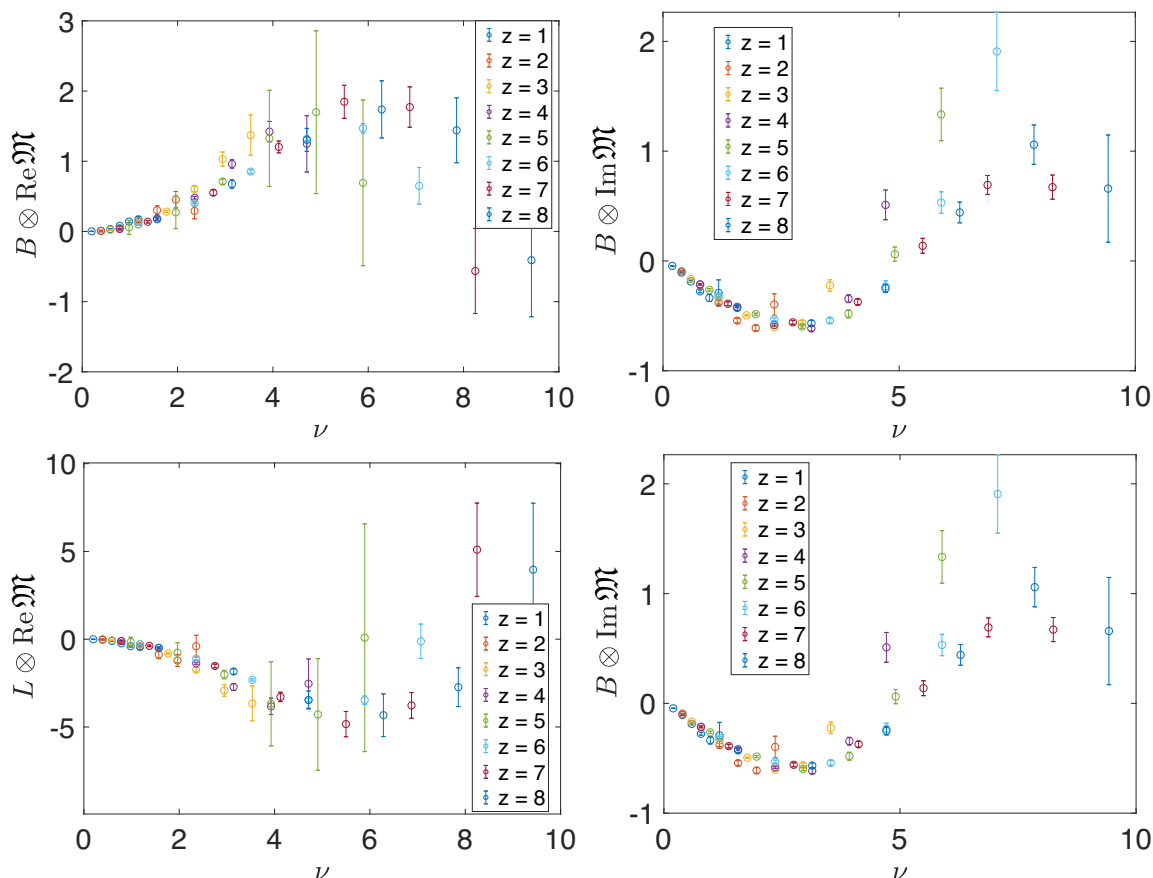 3
2
1
0
-1
-2
0
2
4
6
8
10
B ⊗ Re𝔐
ν
z = 1
z = 2
z = 3
z = 4
z = 5
z = 6
z = 7
z = 8
2
1
0
-1
0
5
10
B ⊗ Im𝔐
ν
z = 1
z = 2
z = 3
z = 4
z = 5
z = 6
z = 7
z = 8
10
5
0
-5
0
2
4
6
8
10
L ⊗ Re𝔐
ν
z = 1
z = 2
z = 3
z = 4
z = 5
z = 6
z = 7
z = 8
2
1
0
-1
0
5
10
B ⊗ Im𝔐
ν
z = 1
z = 2
z = 3
z = 4
z = 5
z = 6
z = 7
z = 8